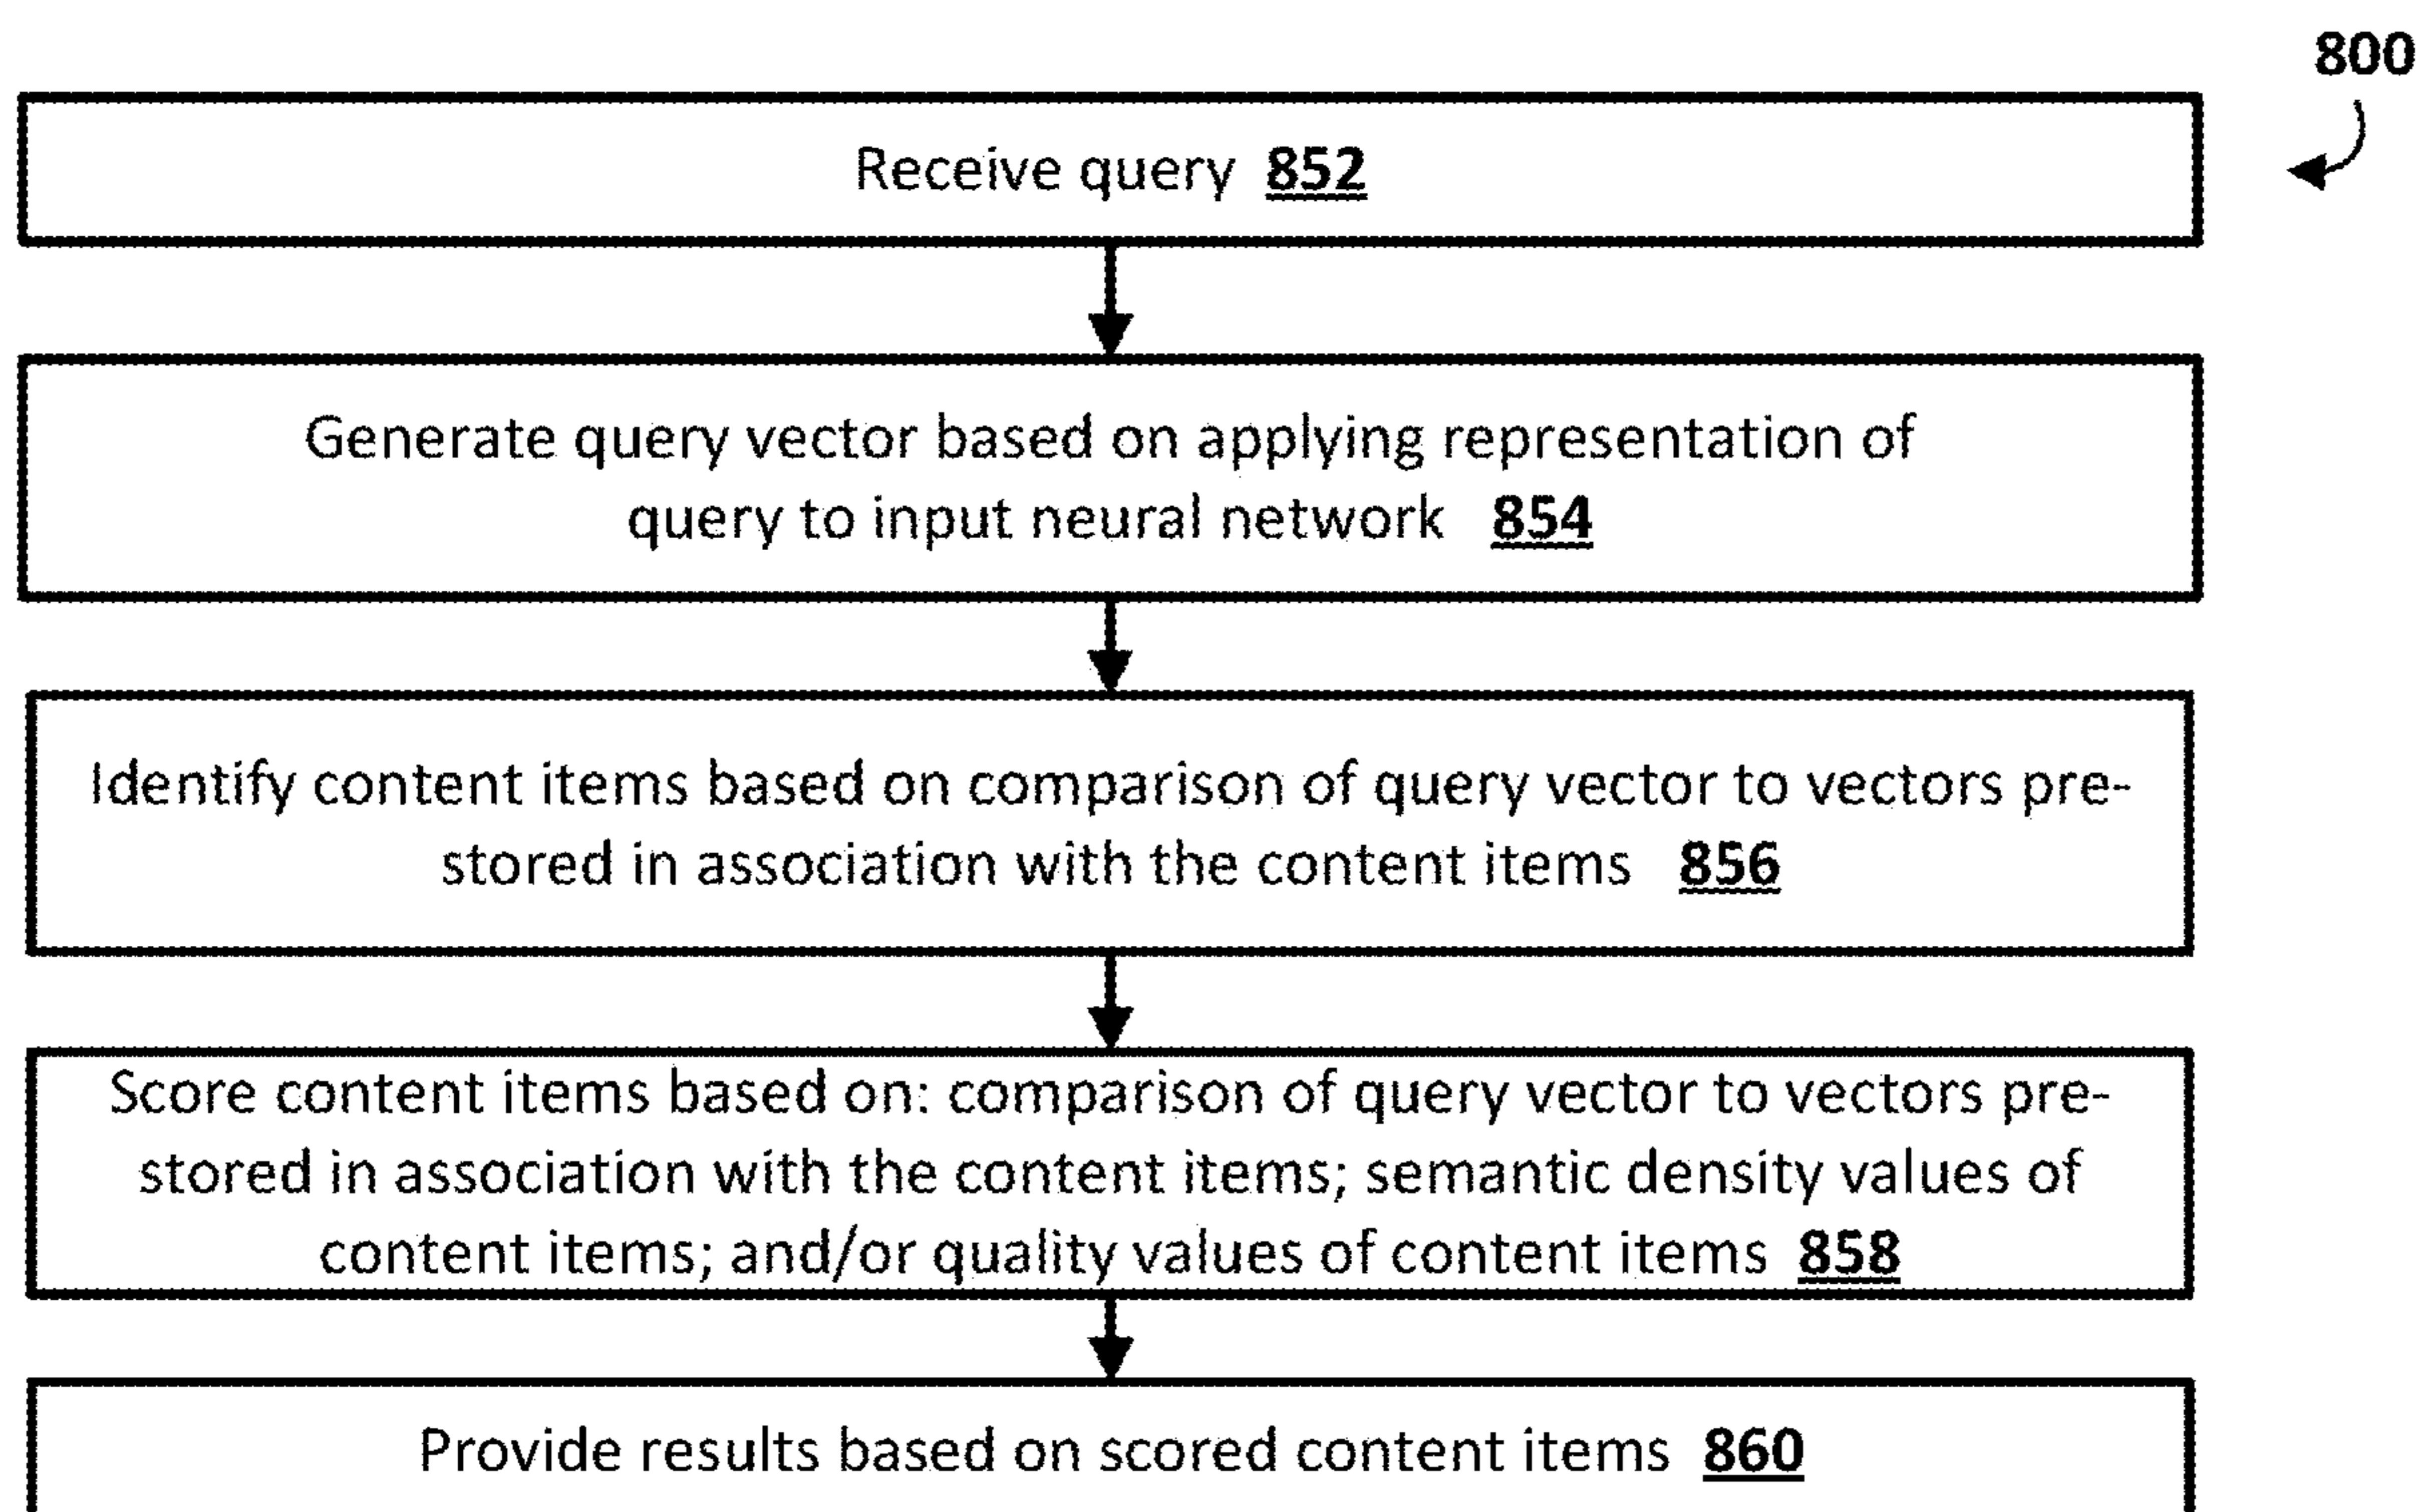 800
Receive query 852
Generate query vector based on applying representation of
query to input neural network 854
Identify content items based on comparison of query vector to vectors pre-
stored in association with the content items 856
Score content items based on: comparison of query vector to vectors pre-
stored in association with the content items; semantic density values of
content items; and/or quality values of content items 858
Provide results based on scored content items 860